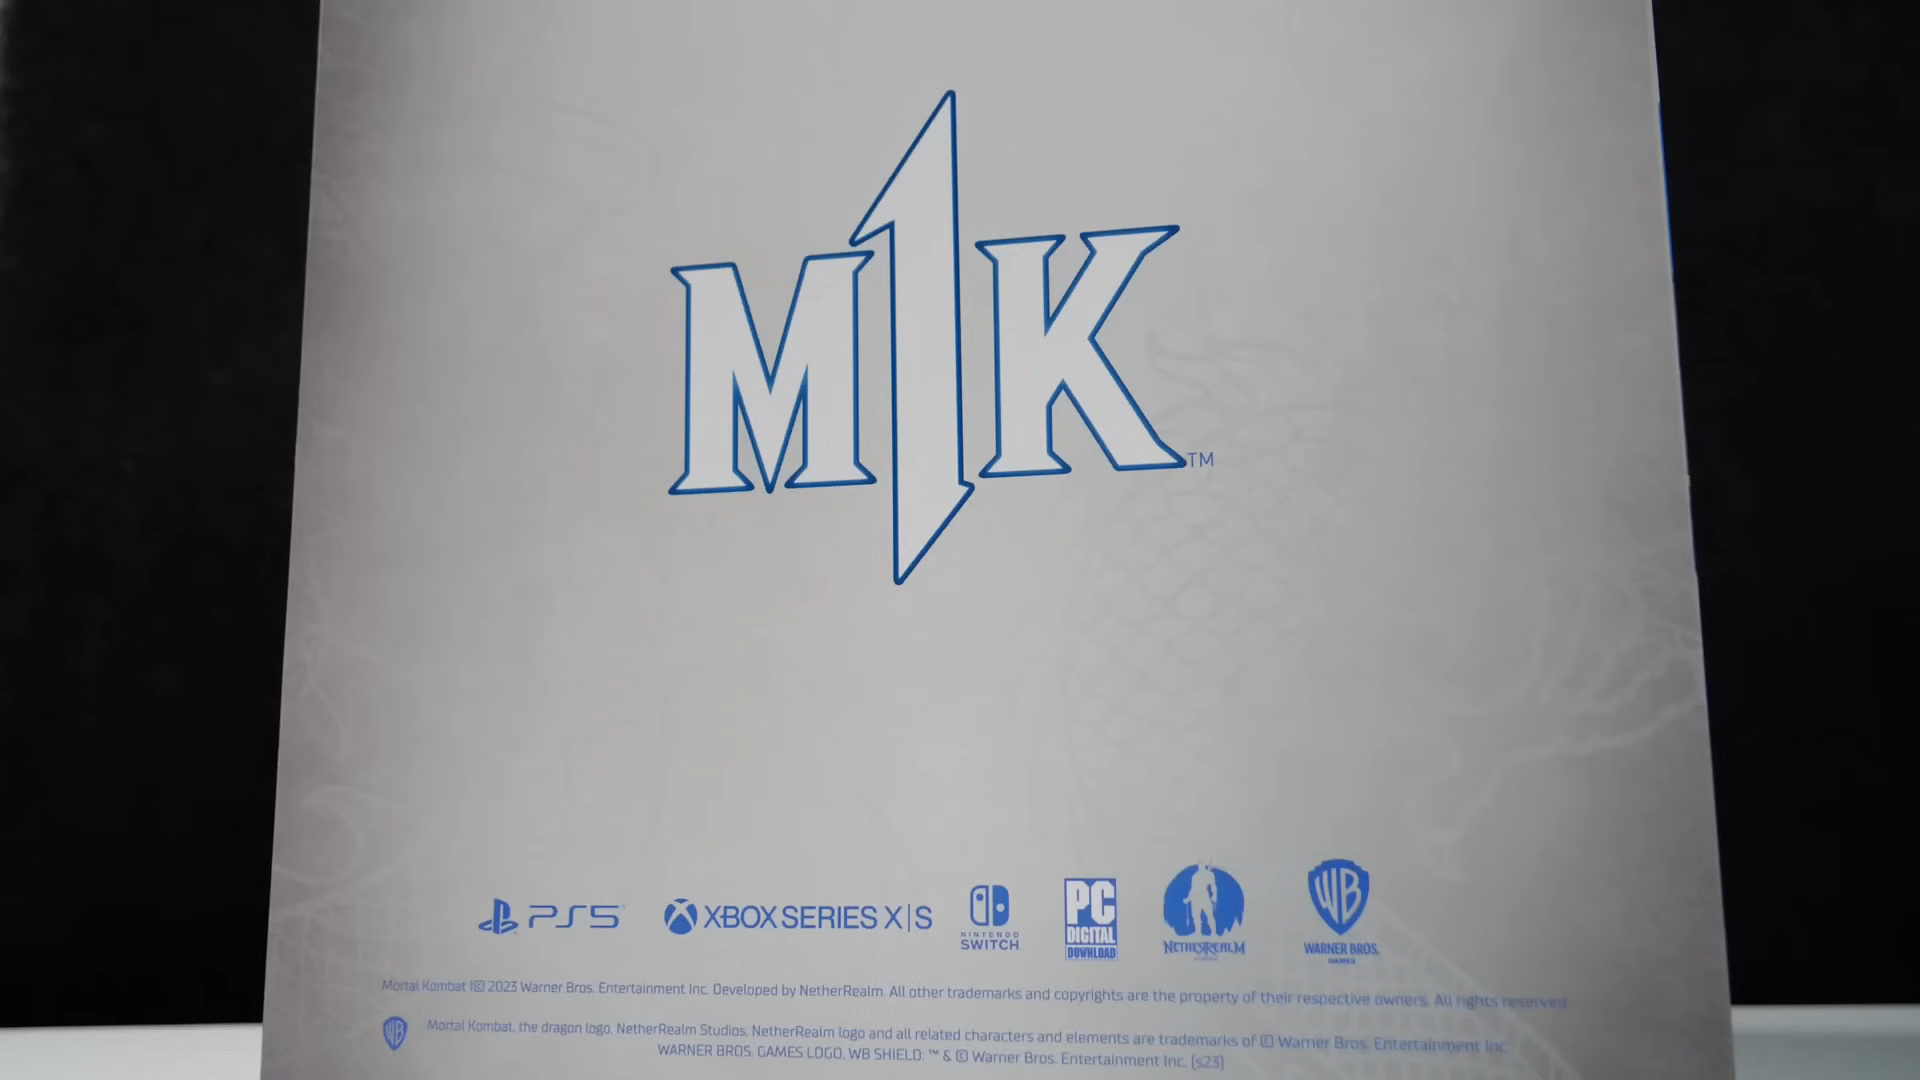 M1K™
PS5
XBOX SERIES X|S
NINTENDO
SWITCH
PC
DIGITAL
DOWNLOAD
NETHERREALM
WB
WARNER BROS.
GAMES
Mortal Kombat 1© 2023 Warner Bros. Entertainment Inc. Developed by NetherRealm. All other trademarks and copyrights are the property of their respective owners. All rights reserved
WB
Mortal Kombat, the dragon logo, NetherRealm Studios, NetherRealm logo and all related characters and elements are trademarks of © Warner Bros. Entertainment Inc.
WARNER BROS. GAMES LOGO, WB SHIELD: ™ & © Warner Bros. Entertainment Inc. (s23)